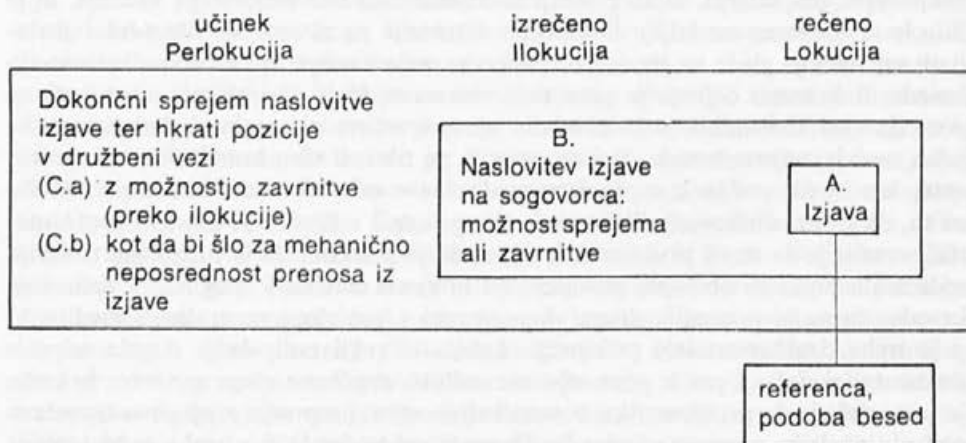 učinek
Perlokucija
izrečeno
Ilokucija
rečeno
Lokucija
Dokončni sprejem naslovitve
izjave ter hkrati pozicije
v družbeni vezi
(C.a) z možnostjo zavrnitve
(preko ilokucije)
(C.b) kot da bi šlo za mehanično
neposrednost prenosa iz
izjave
B.
Naslovitev izjave
na sogovorca:
možnost sprejema
ali zavrnitve
A
Izjava
referenca,
podoba besed